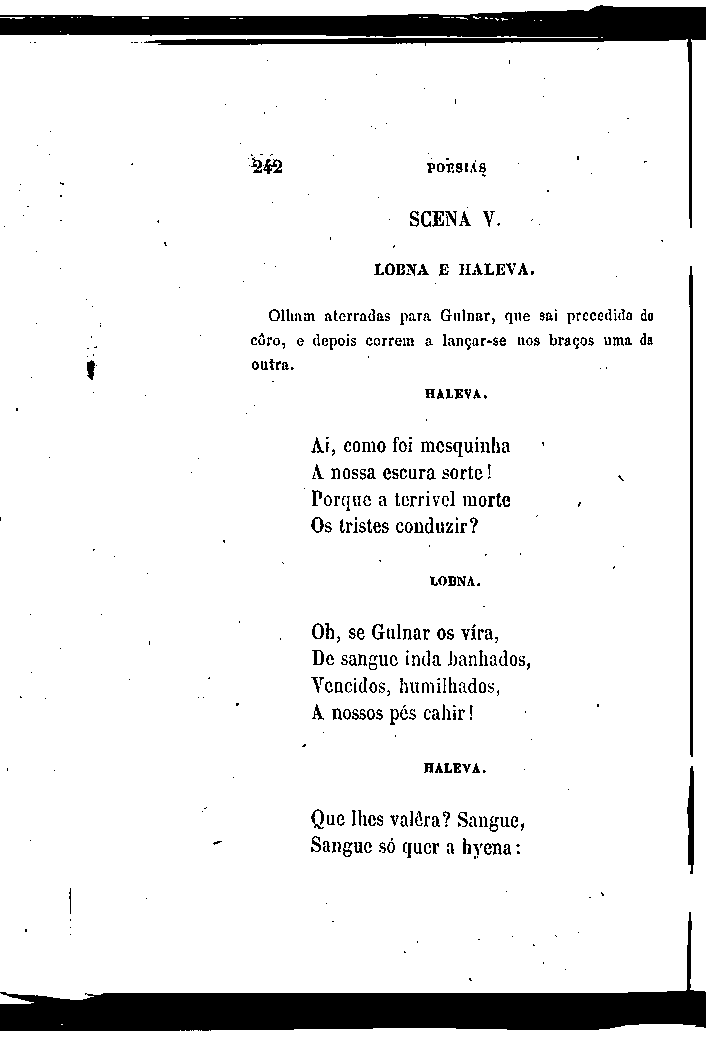 242 POESIAS
SCENA V.
LOBNA E HALEVA.
Olham aterradas para Gulnar, que sai precedida do
côro, e depois correm a lançar-se nos braços uma da
outra.
HALEVA.
Ai, como foi mesquinha
A nossa escura sorte!
Porque a terrivel morte
Os tristes conduzir?
LOBNA.
Oh, se Gulnar os víra,
De sangue inda banhados,
Vencidos, humilhados,
A nossos pés cahir!
HALEVA.
Que lhes valêra? Sangue,
Sangue só quer a hyena: